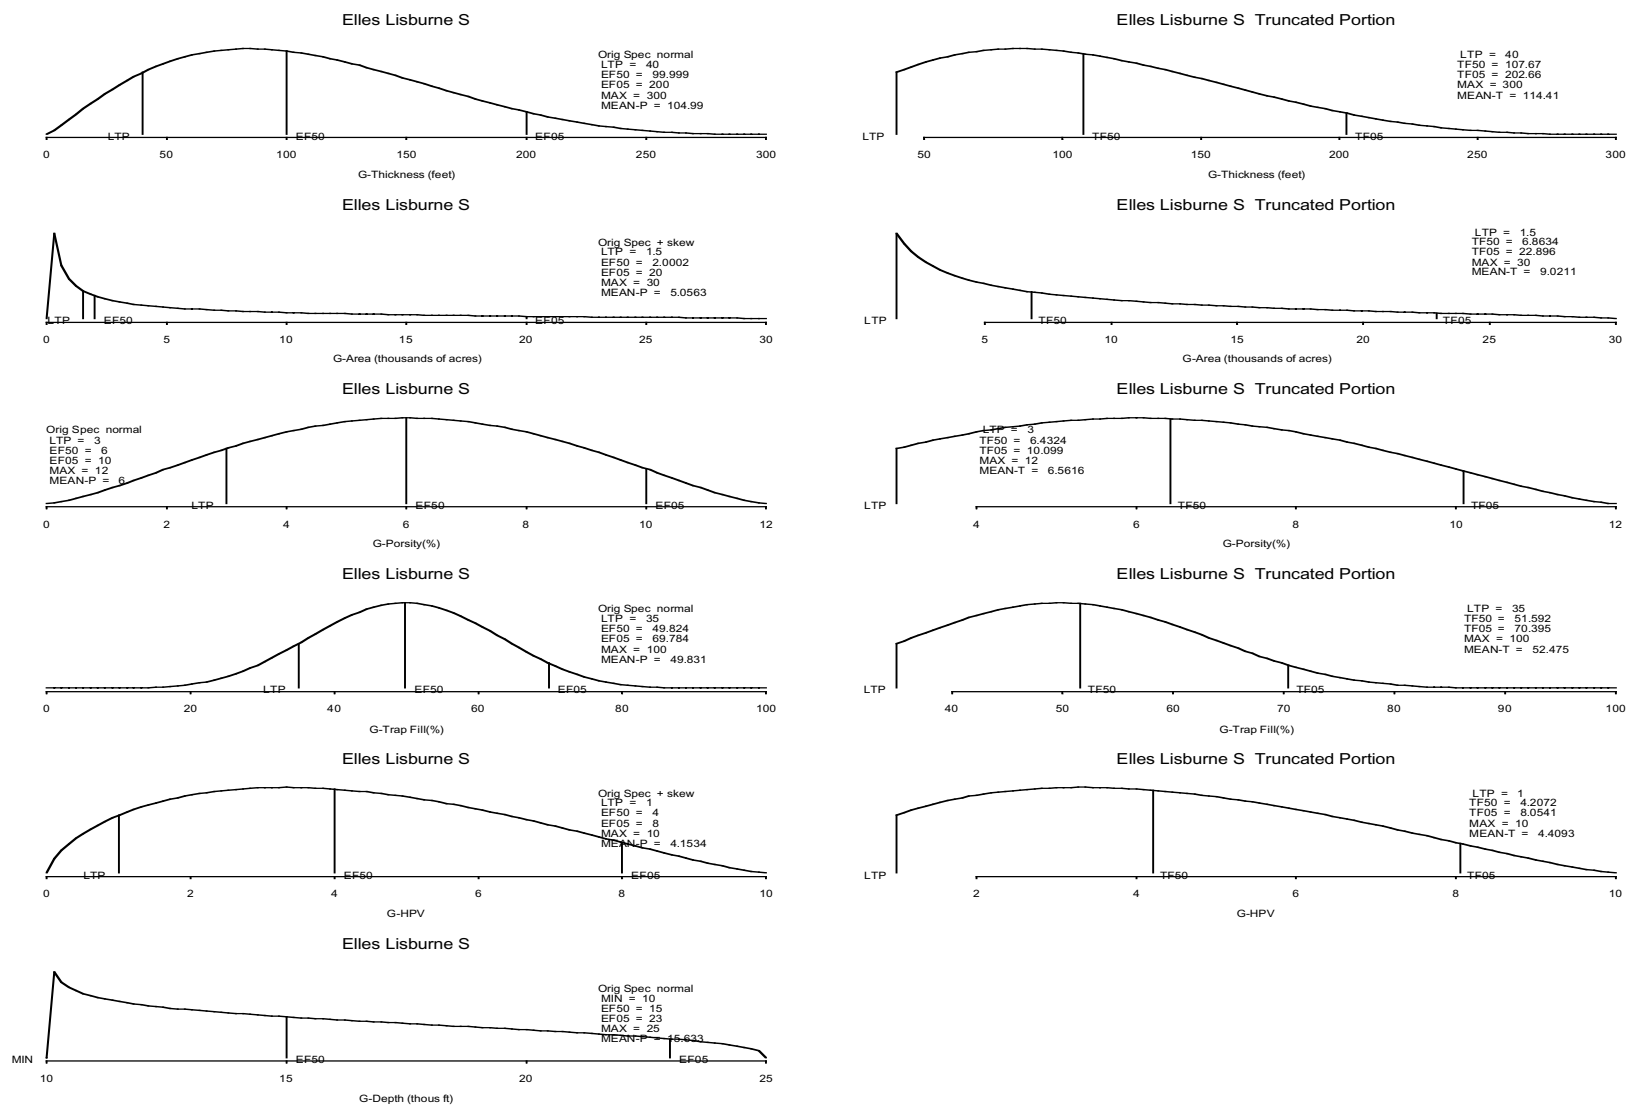 Elles Lisburne S
Orig Spec normal
LTP = 40
EF50 = 99.999
EF05 = 200
MAX = 300
MEAN-P = 104.99
LTP EF50 EF05
0 50 100 150 200 250 300
G-Thickness (feet)
Elles Lisburne S Truncated Portion
LTP = 40
TF50 = 107.67
TF05 = 202.66
MAX = 300
MEAN-T = 114.41
LTP TF50 TF05
50 100 150 200 250 300
G-Thickness (feet)
Elles Lisburne S
Orig Spec + skew
LTP = 1.5
EF50 = 2.0002
EF05 = 20
MAX = 30
MEAN-P = 5.0563
LTP EF50 EF05
0 5 10 15 20 25 30
G-Area (thousands of acres)
Elles Lisburne S Truncated Portion
LTP = 1.5
TF50 = 6.8634
TF05 = 22.896
MAX = 30
MEAN-T = 9.0211
LTP TF50 TF05
5 10 15 20 25 30
G-Area (thousands of acres)
Elles Lisburne S
Orig Spec normal
LTP = 3
EF50 = 6
EF05 = 10
MAX = 12
MEAN-P = 6
LTP EF50 EF05
0 2 4 6 8 10 12
G-Porsity(%)
Elles Lisburne S Truncated Portion
LTP = 3
TF50 = 6.4324
TF05 = 10.099
MAX = 12
MEAN-T = 6.5616
LTP TF50 TF05
4 6 8 10 12
G-Porsity(%)
Elles Lisburne S
Orig Spec normal
LTP = 35
EF50 = 49.824
EF05 = 69.784
MAX = 100
MEAN-P = 49.831
LTP EF50 EF05
0 20 40 60 80 100
G-Trap Fill(%)
Elles Lisburne S Truncated Portion
LTP = 35
TF50 = 51.592
TF05 = 70.395
MAX = 100
MEAN-T = 52.475
LTP TF50 TF05
40 50 60 70 80 90 100
G-Trap Fill(%)
Elles Lisburne S
Orig Spec + skew
LTP = 1
EF50 = 4
EF05 = 8
MAX = 10
MEAN-P = 4.1534
LTP EF50 EF05
0 2 4 6 8 10
G-HPV
Elles Lisburne S Truncated Portion
LTP = 1
TF50 = 4.2072
TF05 = 8.0541
MAX = 10
MEAN-T = 4.4093
LTP TF50 TF05
2 4 6 8 10
G-HPV
Elles Lisburne S
Orig Spec normal
MIN = 10
EF50 = 15
EF05 = 23
MAX = 25
MEAN-P = 15.633
MIN EF50 EF05
10 15 20 25
G-Depth (thous ft)